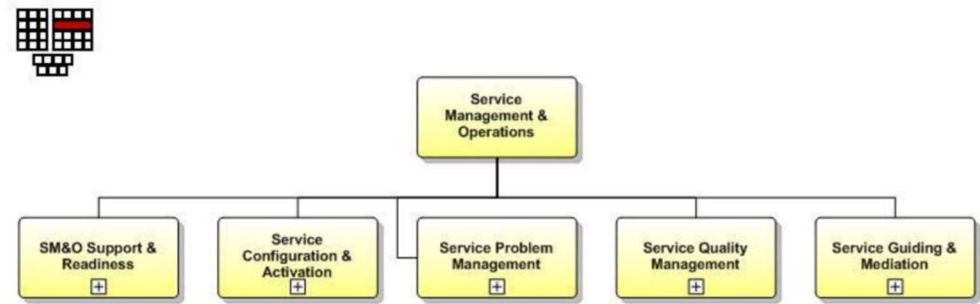 Service
Management &
Operations
SM&O Support &
Readiness
Service
Configuration &
Activation
Service Problem
Management
Service Quality
Management
Service Guiding &
Mediation